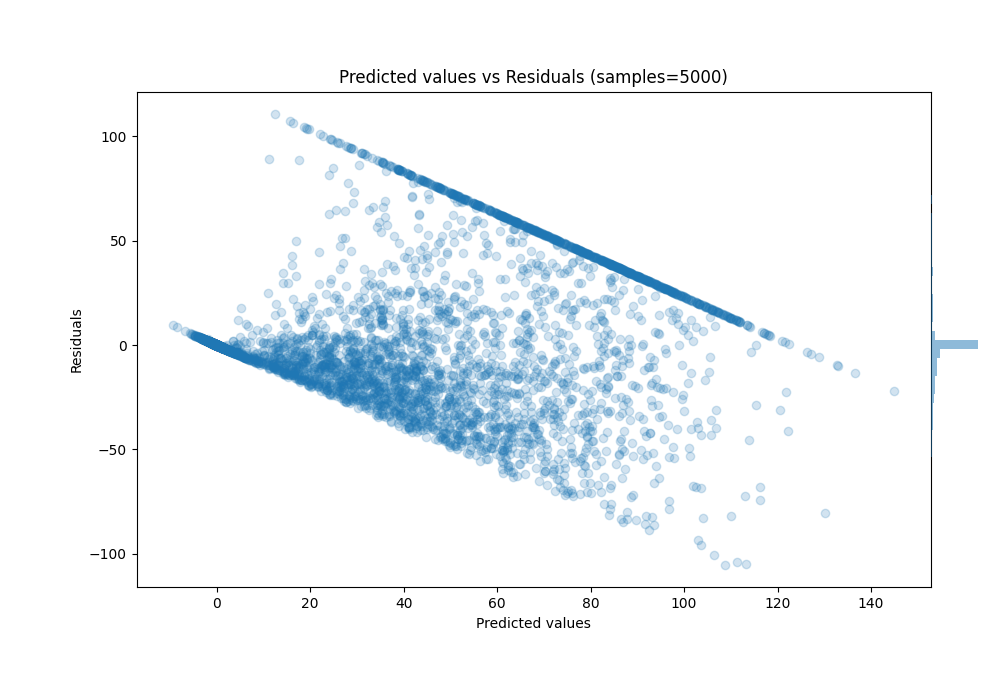 Predicted values vs Residuals (samples=5000)
100
50
0
−50
−100
Residuals
0 20 40 60 80 100 120 140
Predicted values